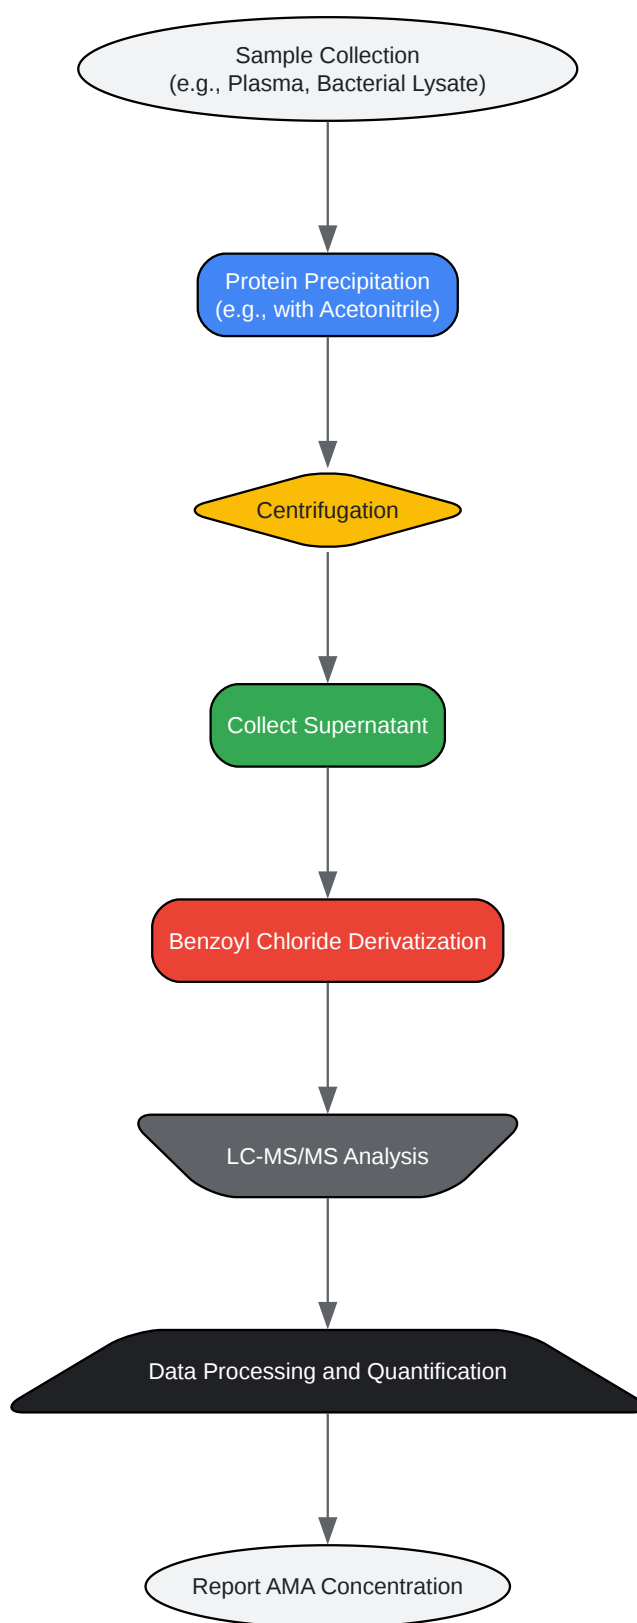 Sample Collection
(e.g., Plasma, Bacterial Lysate)
Protein Precipitation
(e.g., with Acetonitrile)
Centrifugation
Collect Supernatant
Benzoyl Chloride Derivatization
LC-MS/MS Analysis
Data Processing and Quantification
Report AMA Concentration